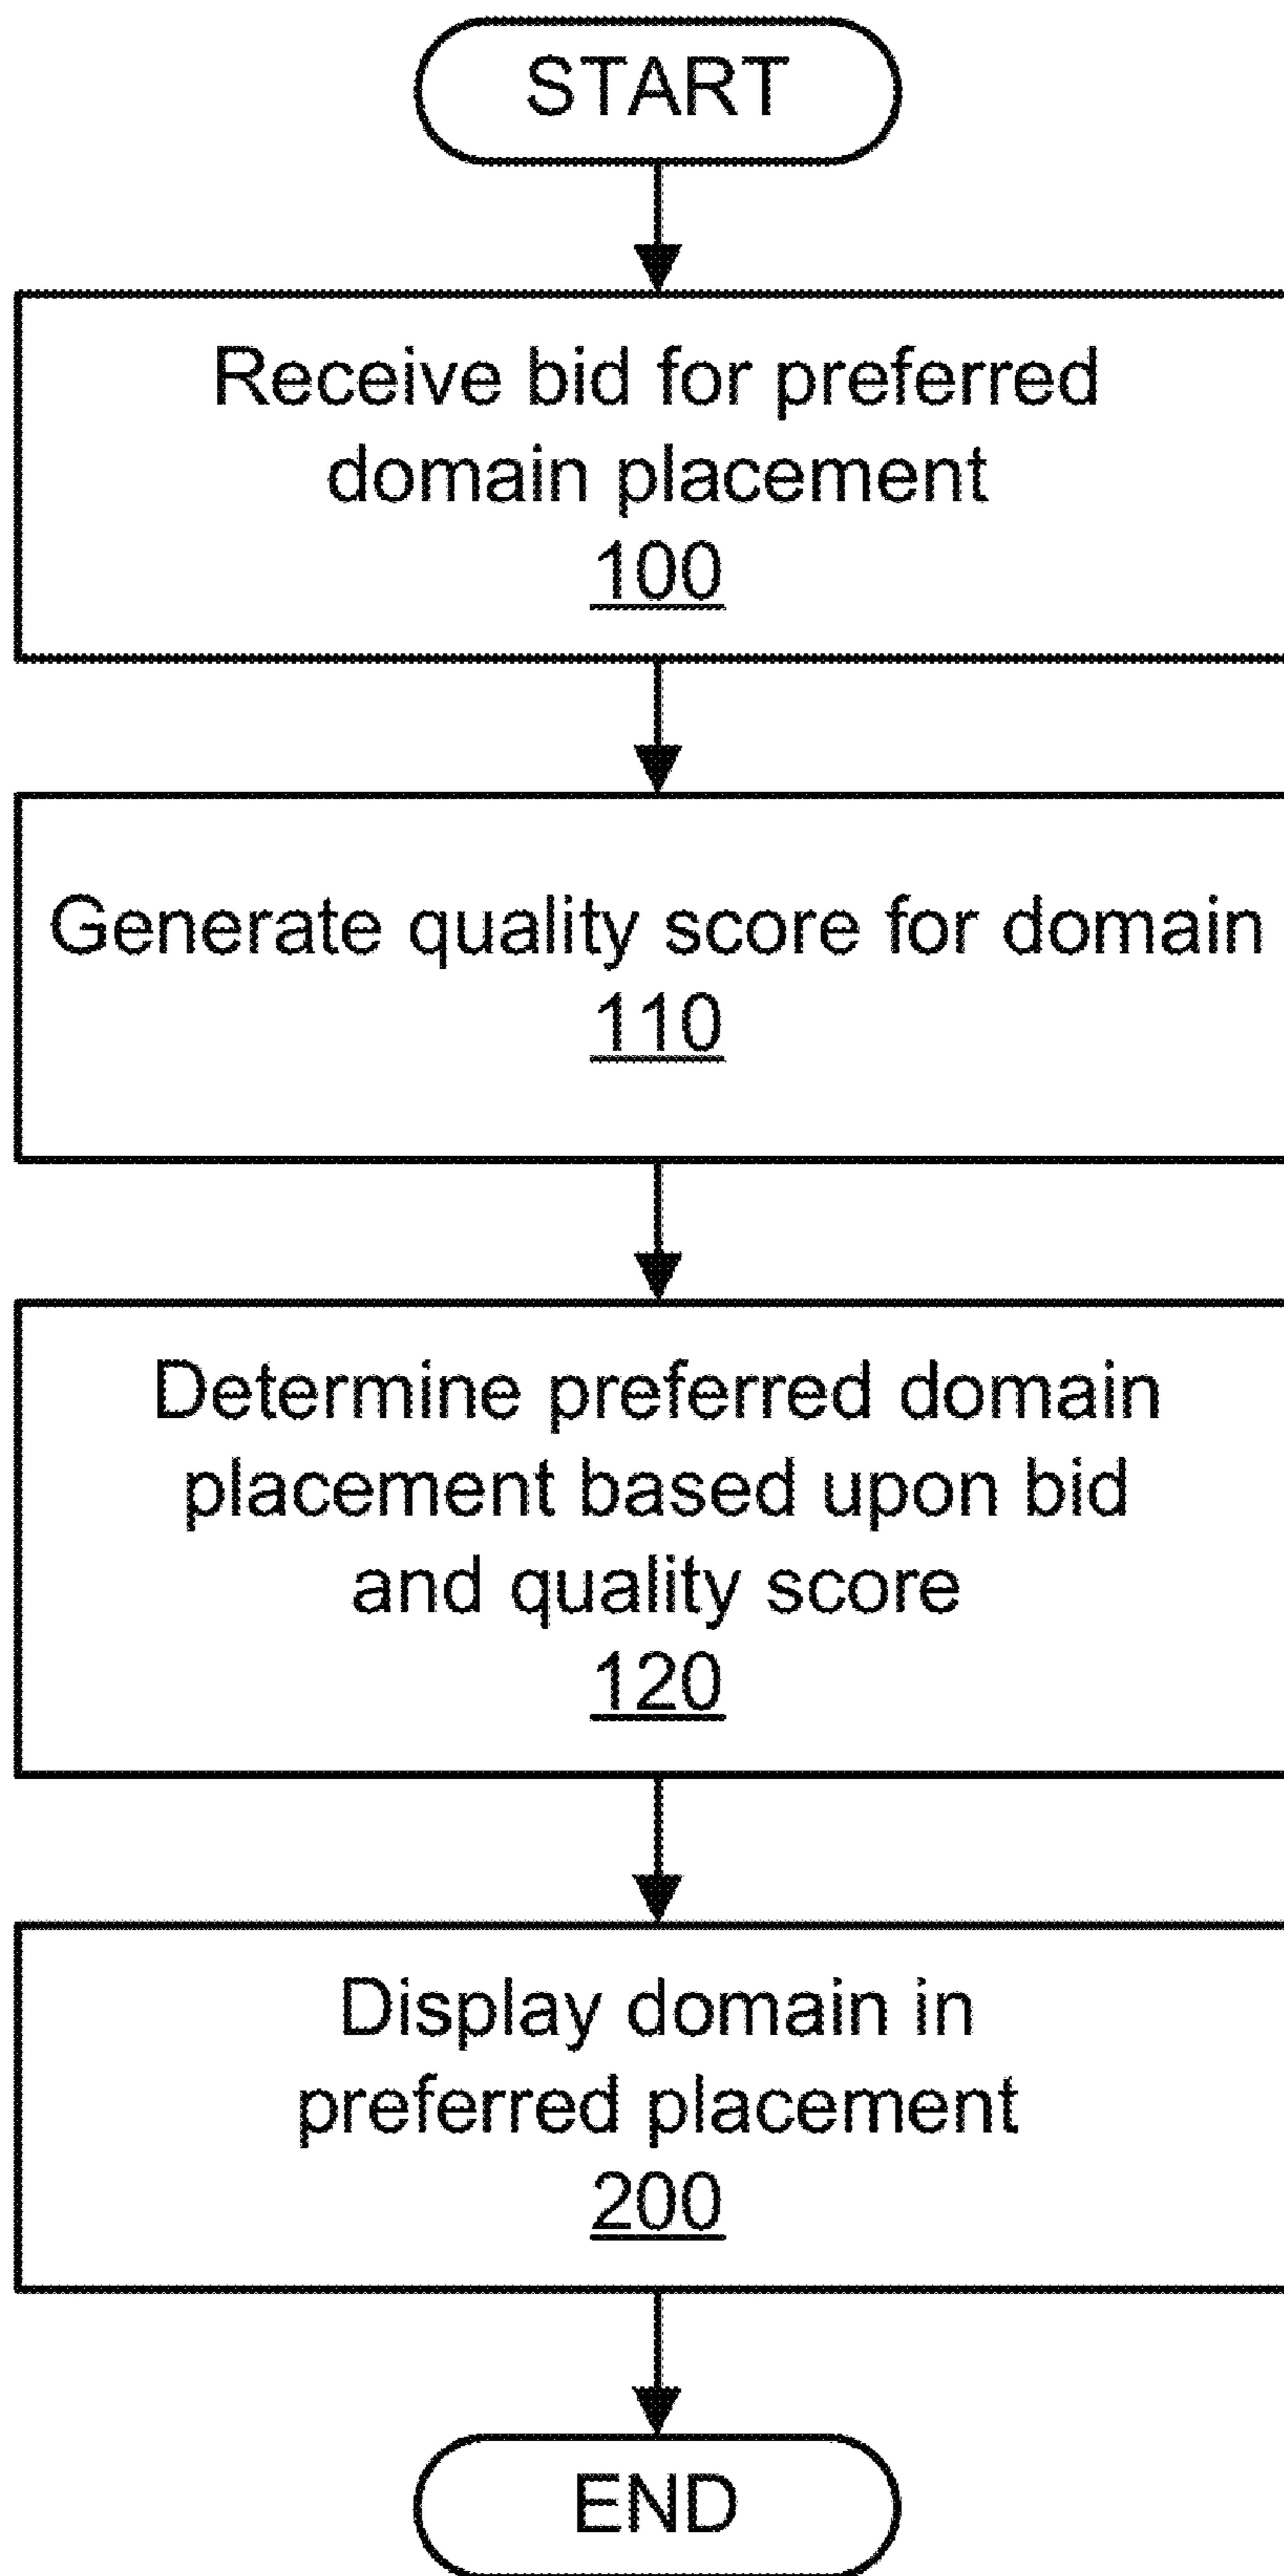 START
Receive bid for preferred
domain placement
100
Generate quality score for domain
110
Determine preferred domain
placement based upon bid
and quality score
120
Display domain in
preferred placement
200
END